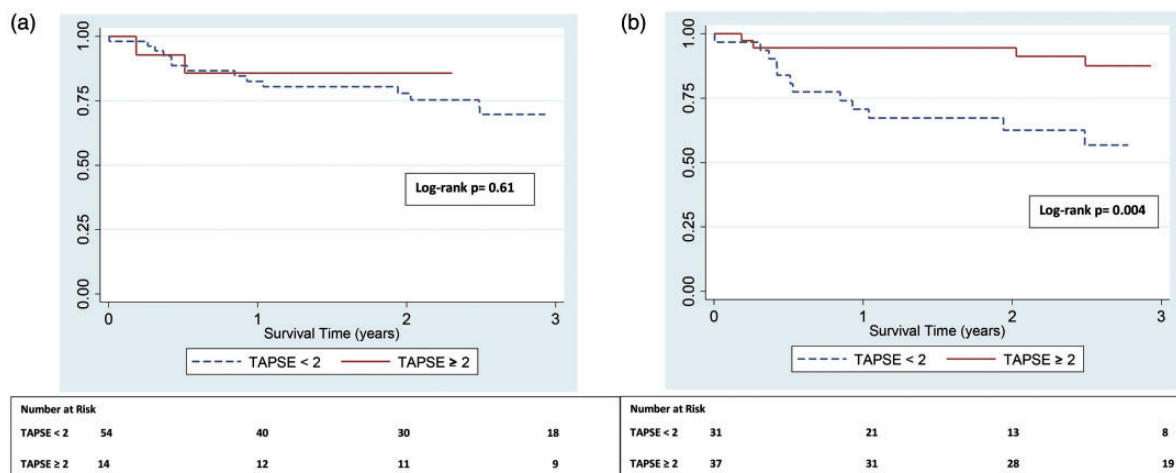 (a)
1.00
0.75
0.50
0.25
0.00
Log-rank p= 0.61
0 1 2 3
Survival Time (years)
TAPSE < 2 TAPSE ≥ 2
Number at Risk
TAPSE < 2 54 40 30 18
TAPSE ≥ 2 14 12 11 9
(b)
1.00
0.75
0.50
0.25
0.00
Log-rank p= 0.004
0 1 2 3
Survival Time (years)
TAPSE < 2 TAPSE ≥ 2
Number at Risk
TAPSE < 2 31 21 13 8
TAPSE ≥ 2 37 31 28 19